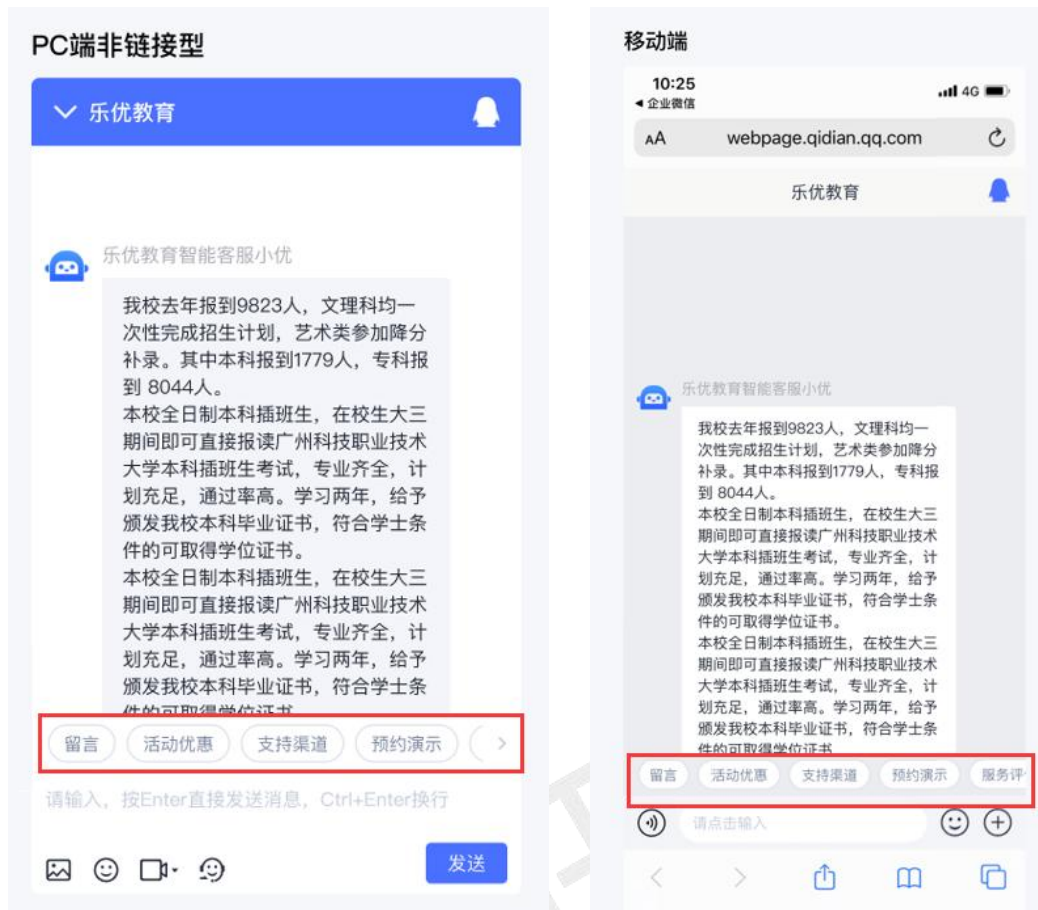 PC端非链接型
乐优教育
乐优教育智能客服小优
我校去年报到9823人，文理科均一
次性完成招生计划，艺术类参加降分
补录。其中本科报到1779人，专科报
到 8044人。
本校全日制本科插班生，在校生大三
期间即可直接报读广州科技职业技术
大学本科插班生考试，专业齐全，计
划充足，通过率高。学习两年，给予
颁发我校本科毕业证书，符合学士条
件的可取得学位证书。
本校全日制本科插班生，在校生大三
期间即可直接报读广州科技职业技术
大学本科插班生考试，专业齐全，计
划充足，通过率高。学习两年，给予
颁发我校本科毕业证书，符合学士条
件的可取得学位证书
留言 活动优惠 支持渠道 预约演示
请输入，按Enter直接发送消息，Ctrl+Enter换行
发送
移动端
10:25 4G
企业微信
AA webpage.qidian.qq.com
乐优教育
乐优教育智能客服小优
我校去年报到9823人，文理科均一
次性完成招生计划，艺术类参加降分
补录。其中本科报到1779人，专科报
到 8044人。
本校全日制本科插班生，在校生大三
期间即可直接报读广州科技职业技术
大学本科插班生考试，专业齐全，计
划充足，通过率高。学习两年，给予
颁发我校本科毕业证书，符合学士条
件的可取得学位证书。
本校全日制本科插班生，在校生大三
期间即可直接报读广州科技职业技术
大学本科插班生考试，专业齐全，计
划充足，通过率高。学习两年，给予
颁发我校本科毕业证书，符合学士条
件的可取得学位证书
留言 活动优惠 支持渠道 预约演示 服务评
请点击输入